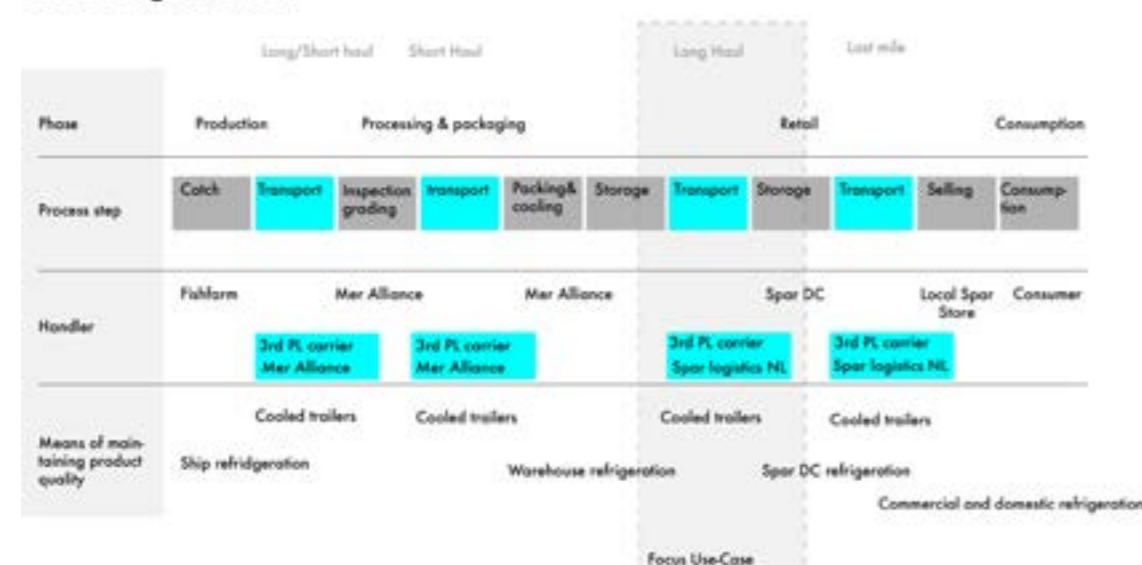 Long/Short haul
Short Haul
Long Haul
Last mile
Phase
Production
Processing & packaging
Retail
Consumption
Process step
Catch
Transport
Inspection
grading
transport
Packing&
cooling
Storage
Transport
Storage
Transport
Selling
Consump-
tion
Handler
Fishfarm
Mer Alliance
Mer Alliance
Spar DC
Local Spar
Store
Consumer
3rd PL carrier
Mer Alliance
3rd PL carrier
Mer Alliance
3rd PL carrier
Spar logistics NL
3rd PL carrier
Spar logistics NL
Means of main-
taining product
quality
Cooled trailers
Cooled trailers
Cooled trailers
Cooled trailers
Ship refridgeration
Warehouse refrigeration
Spar DC refrigeration
Commercial and domestic refrigeration
Focus Use-Case